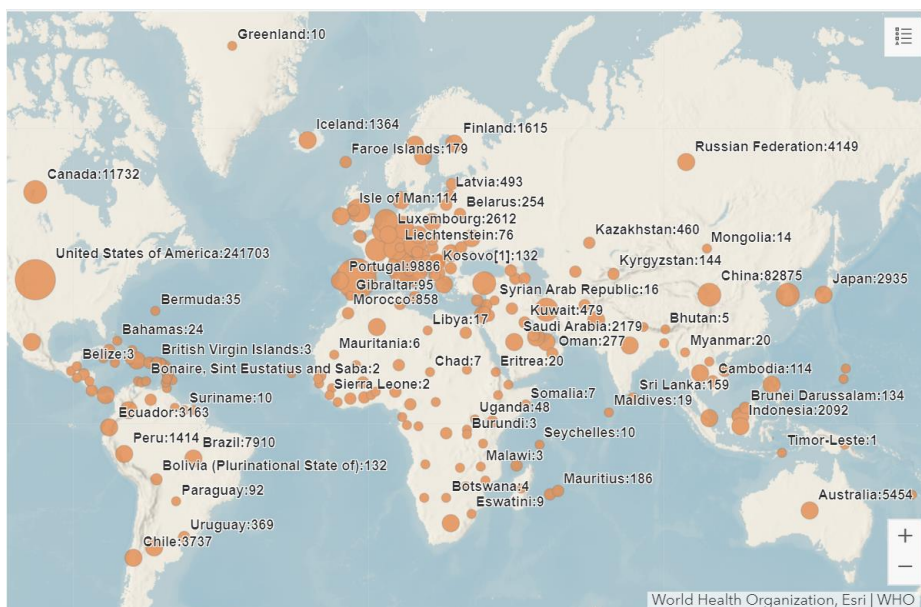 Greenland:10
Iceland:1364
Finland:1615
Faroe Islands:179
Russian Federation:4149
Canada:11732
Latvia:493
Isle of Man:114
Belarus:254
Luxembourg:2612
Kazakhstan:460
Liechtenstein:76
Mongolia:14
United States of America:241703
Kosovo[1]:132
Kyrgyzstan:144
Portugal:9886
China:82875
Japan:2935
Gibraltar:95
Syrian Arab Republic:16
Bermuda:35
Morocco:858
Kuwait:479
Libya:17
Bhutan:5
Bahamas:24
Saudi Arabia:2179
Mauritania:6
Oman:277
Myanmar:20
Belize:3
British Virgin Islands:3
Chad:7
Eritrea:20
Bonaire, Sint Eustatius and Saba:2
Cambodia:114
Sierra Leone:2
Sri Lanka:159
Somalia:7
Brunei Darussalam:134
Suriname:10
Maldives:19
Ecuador:3163
Uganda:48
Indonesia:2092
Burundi:3
Seychelles:10
Peru:1414
Brazil:7910
Timor-Leste:1
Malawi:3
Bolivia (Plurinational State of):132
Mauritius:186
Botswana:4
Paraguay:92
Australia:5454
Eswatini:9
Uruguay:369
Chile:3737
World Health Organization, Esri | WHO